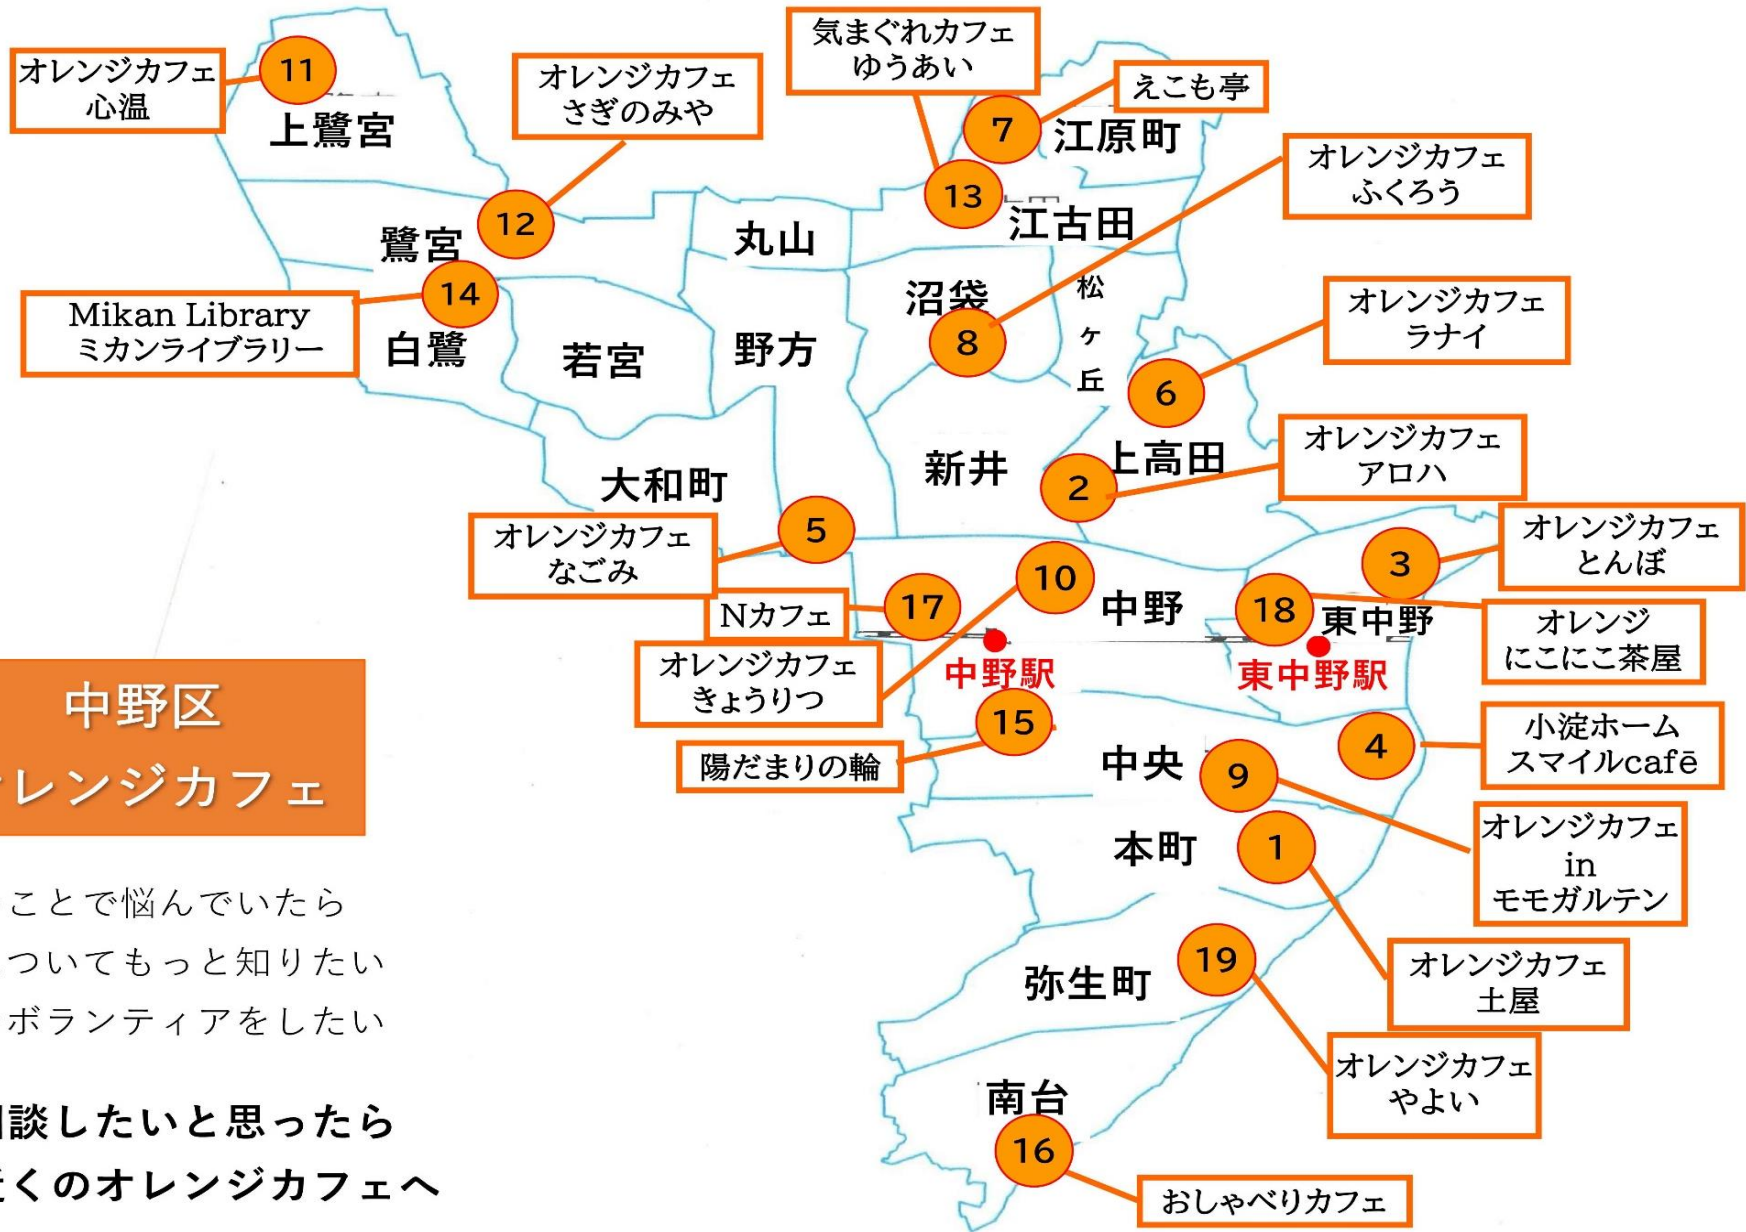 オレンジカフェ
心温
11
上鷺宮
オレンジカフェ
さぎのみや
12
鷺宮
気まぐれカフェ
ゆうあい
13
えこも亭
7
江原町
江古田
オレンジカフェ
ふくろう
8
沼袋
丸山
松ヶ丘
Mikan Library
ミカンライブラリー
14
白鷺
若宮
野方
オレンジカフェ
ラナイ
6
上高田
新井
オレンジカフェ
アロハ
2
大和町
オレンジカフェ
なごみ
5
Nカフェ
17
オレンジカフェ
きょうりつ
10
中野
オレンジカフェ
とんぼ
3
18
東中野
オレンジ
にこにこ茶屋
中野駅
東中野駅
陽だまりの輪
15
中央
小淀ホーム
スマイルcafē
4
9
オレンジカフェ
in
モモガルテン
本町
1
オレンジカフェ
土屋
弥生町
19
オレンジカフェ
やよい
南台
16
おしゃべりカフェ
中野区
レンジカフェ
ことで悩んでいたら
ついてもっと知りたい
ボランティアをしたい
談したいと思ったら
くのオレンジカフェへ